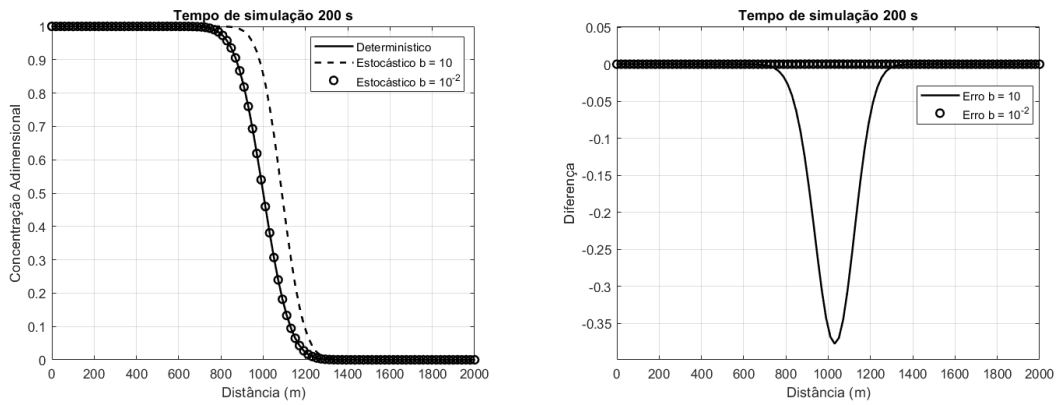 Tempo de simulação 200 s
1
0.9
0.8
0.7
0.6
0.5
0.4
0.3
0.2
0.1
0
Concentração Adimensional
Determinístico
Estocástico b = 10
Estocástico b = 10-2
0 200 400 600 800 1000 1200 1400 1600 1800 2000
Distância (m)
Tempo de simulação 200 s
0.05
0
-0.05
-0.1
-0.15
-0.2
-0.25
-0.3
-0.35
Diferença
Erro b = 10
Erro b = 10-2
0 200 400 600 800 1000 1200 1400 1600 1800 2000
Distância (m)